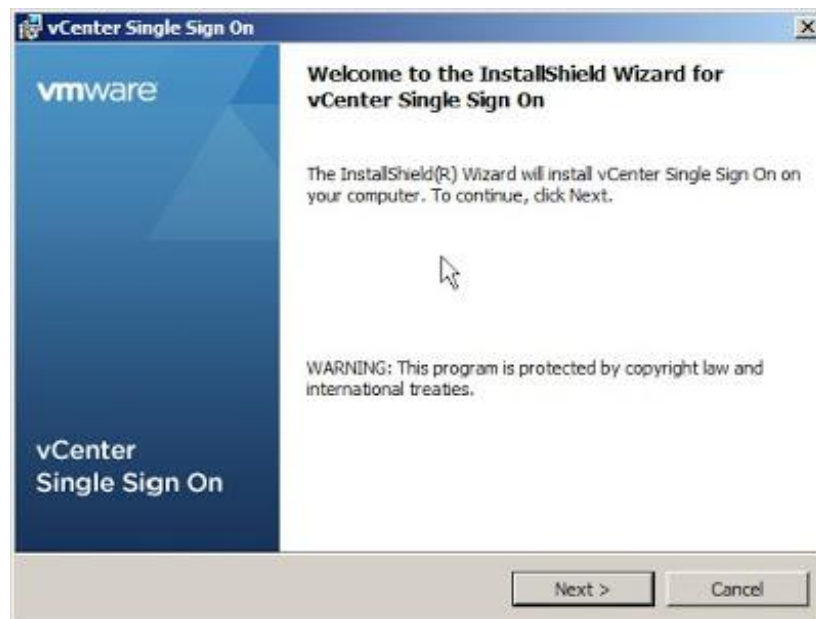 vCenter Single Sign On
vmware
Welcome to the InstallShield Wizard for
vCenter Single Sign On
The InstallShield(R) Wizard will install vCenter Single Sign On on
your computer. To continue, click Next.
WARNING: This program is protected by copyright law and
international treaties.
vCenter
Single Sign On
Next >
Cancel